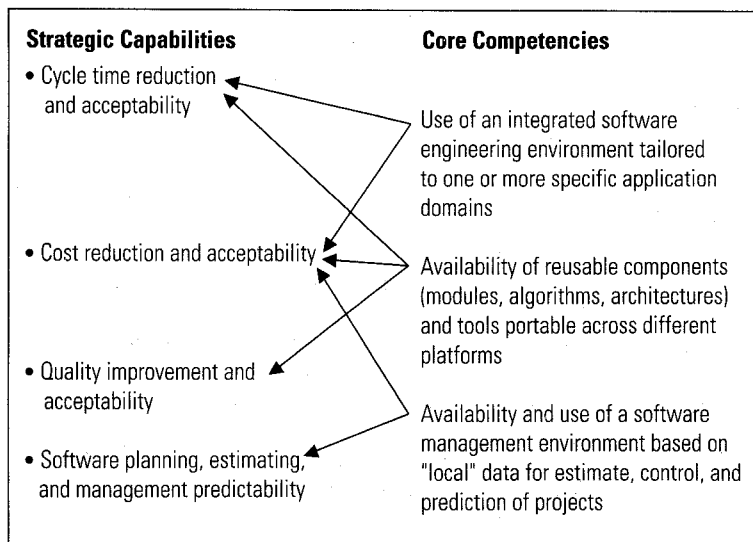 Strategic Capabilities
• Cycle time reduction
and acceptability
• Cost reduction and acceptability
• Quality improvement and
acceptability
• Software planning, estimating,
and management predictability
Core Competencies
Use of an integrated software
engineering environment tailored
to one or more specific application
domains
Availability of reusable components
(modules, algorithms, architectures)
and tools portable across different
platforms
Availability and use of a software
management environment based on
"local" data for estimate, control, and
prediction of projects